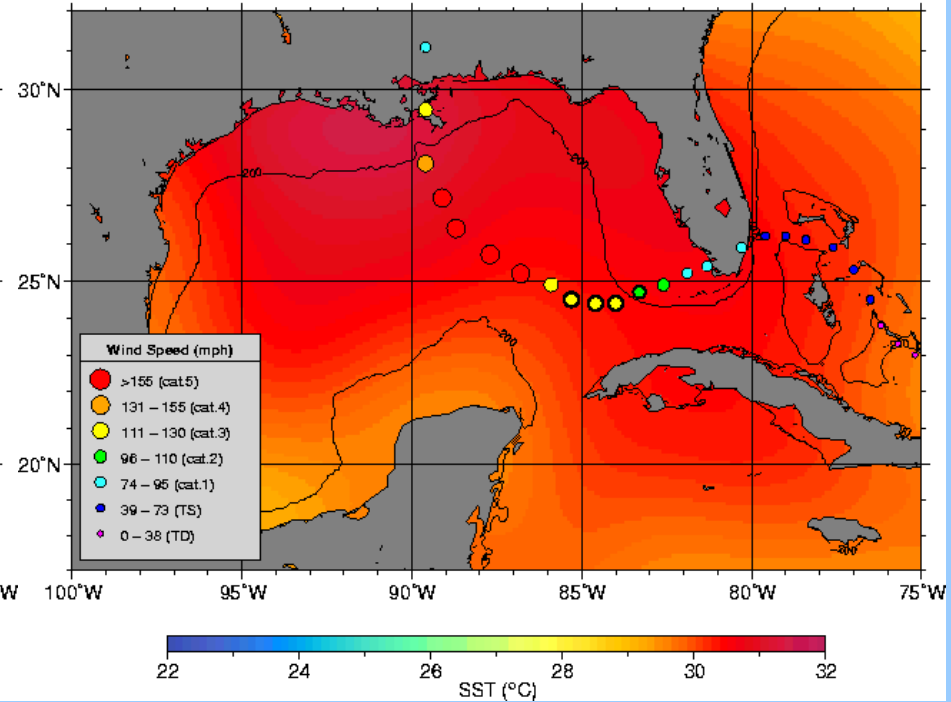 30°N
200
200
25°N
200
200
Wind Speed (mph)
>155 (cat.5)
131 – 155 (cat.4)
111 – 130 (cat.3)
96 – 110 (cat.2)
74 – 95 (cat.1)
39 – 73 (TS)
0 – 38 (TD)
20°N
200
W 100°W 95°W 90°W 85°W 80°W 75°W
22 24 26 28 30 32
SST (°C)